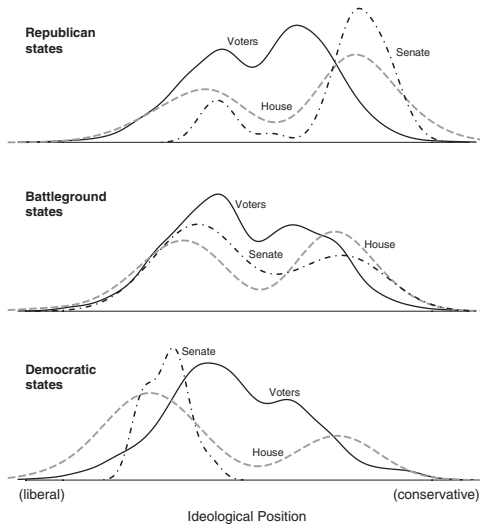 Republican
states
Voters
Senate
House
Battleground
states
Voters
House
Senate
Democratic
states
Senate
Voters
House
(liberal)
(conservative)
Ideological Position